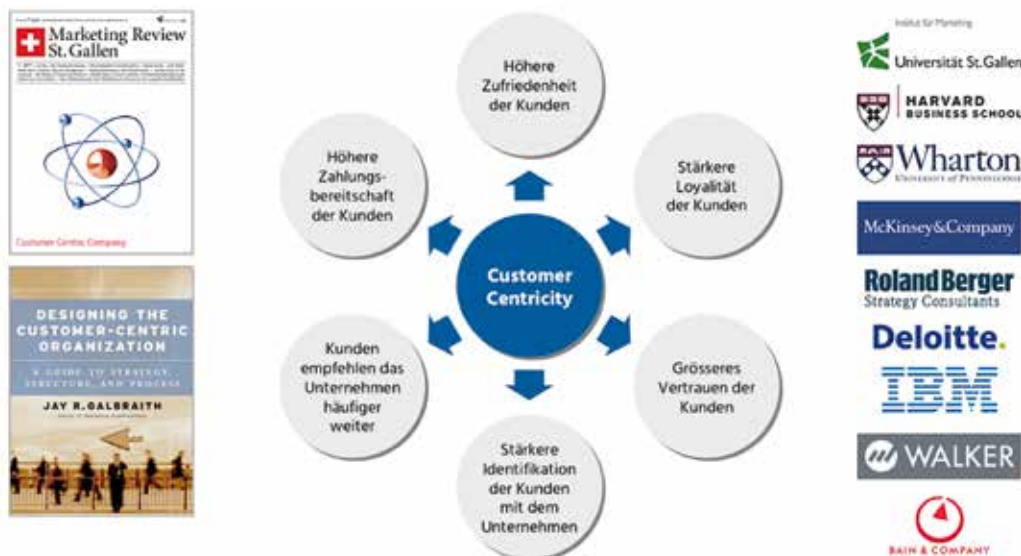 Marketing Review
St. Gallen
Customer Centric Company
DESIGNING THE
CUSTOMER-CENTRIC
ORGANIZATION
A GUIDE TO STRATEGY,
STRUCTURE, AND PROCESS
JAY R. GALBRAITH
Höhere
Zufriedenheit
der Kunden
Höhere
Zahlungs-
bereitschaft
der Kunden
Stärkere
Loyalität
der Kunden
Customer
Centricity
Kunden
empfehlen das
Unternehmen
häufiger
weiter
Grösseres
Vertrauen der
Kunden
Stärkere
Identifikation
der Kunden
mit dem
Unternehmen
Institut für Marketing
Universität St.Gallen
HARVARD
BUSINESS SCHOOL
Wharton
UNIVERSITY of PENNSYLVANIA
McKinsey&Company
Roland Berger
Strategy Consultants
Deloitte.
IBM
WALKER
BAIN & COMPANY